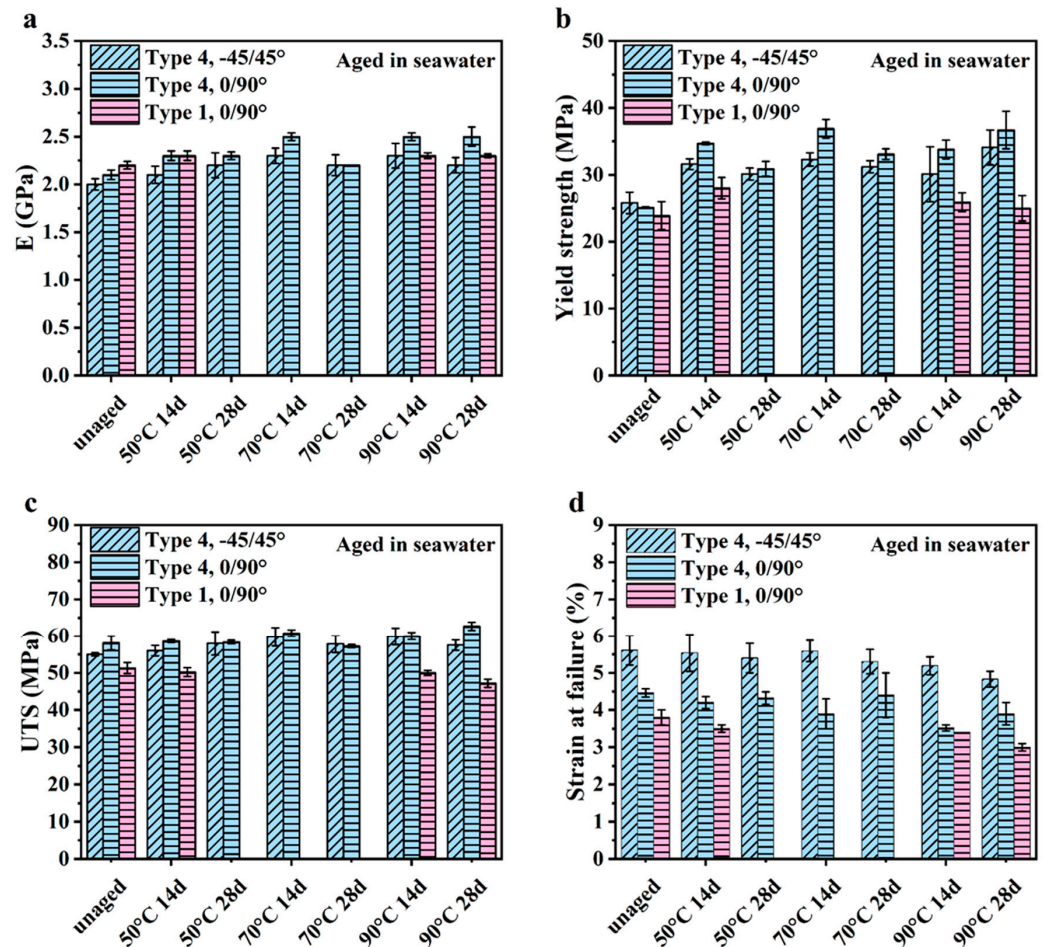 a
E ((GPa)
3.5
3.0
2.5
2.0
1.5
1.0
0.5
0.0
Type 4, -45/45°
Type 4, 0/90°
Type 1, 0/90°
Aged in seawater
unaged
50°C 14d
50°C 28d
70°C 14d
70°C 28d
90°C 14d
90°C 28d
b
Yield strength (MPa)
50
40
30
20
10
0
Type 4, -45/45°
Type 4, 0/90°
Type 1, 0/90°
Aged in seawater
unaged
50C 14d
50C 28d
70C 14d
70C 28d
90C 14d
90C 28d
c
UTS (MPa)
90
80
70
60
50
40
30
20
10
0
Type 4, -45/45°
Type 4, 0/90°
Type 1, 0/90°
Aged in seawater
unaged
50°C 14d
50°C 28d
70°C 14d
70°C 28d
90°C 14d
90°C 28d
d
Strain at failure (%)
9
8
7
6
5
4
3
2
1
0
Type 4, -45/45°
Type 4, 0/90°
Type 1, 0/90°
Aged in seawater
unaged
50°C 14d
50°C 28d
70°C 14d
70°C 28d
90°C 14d
90°C 28d